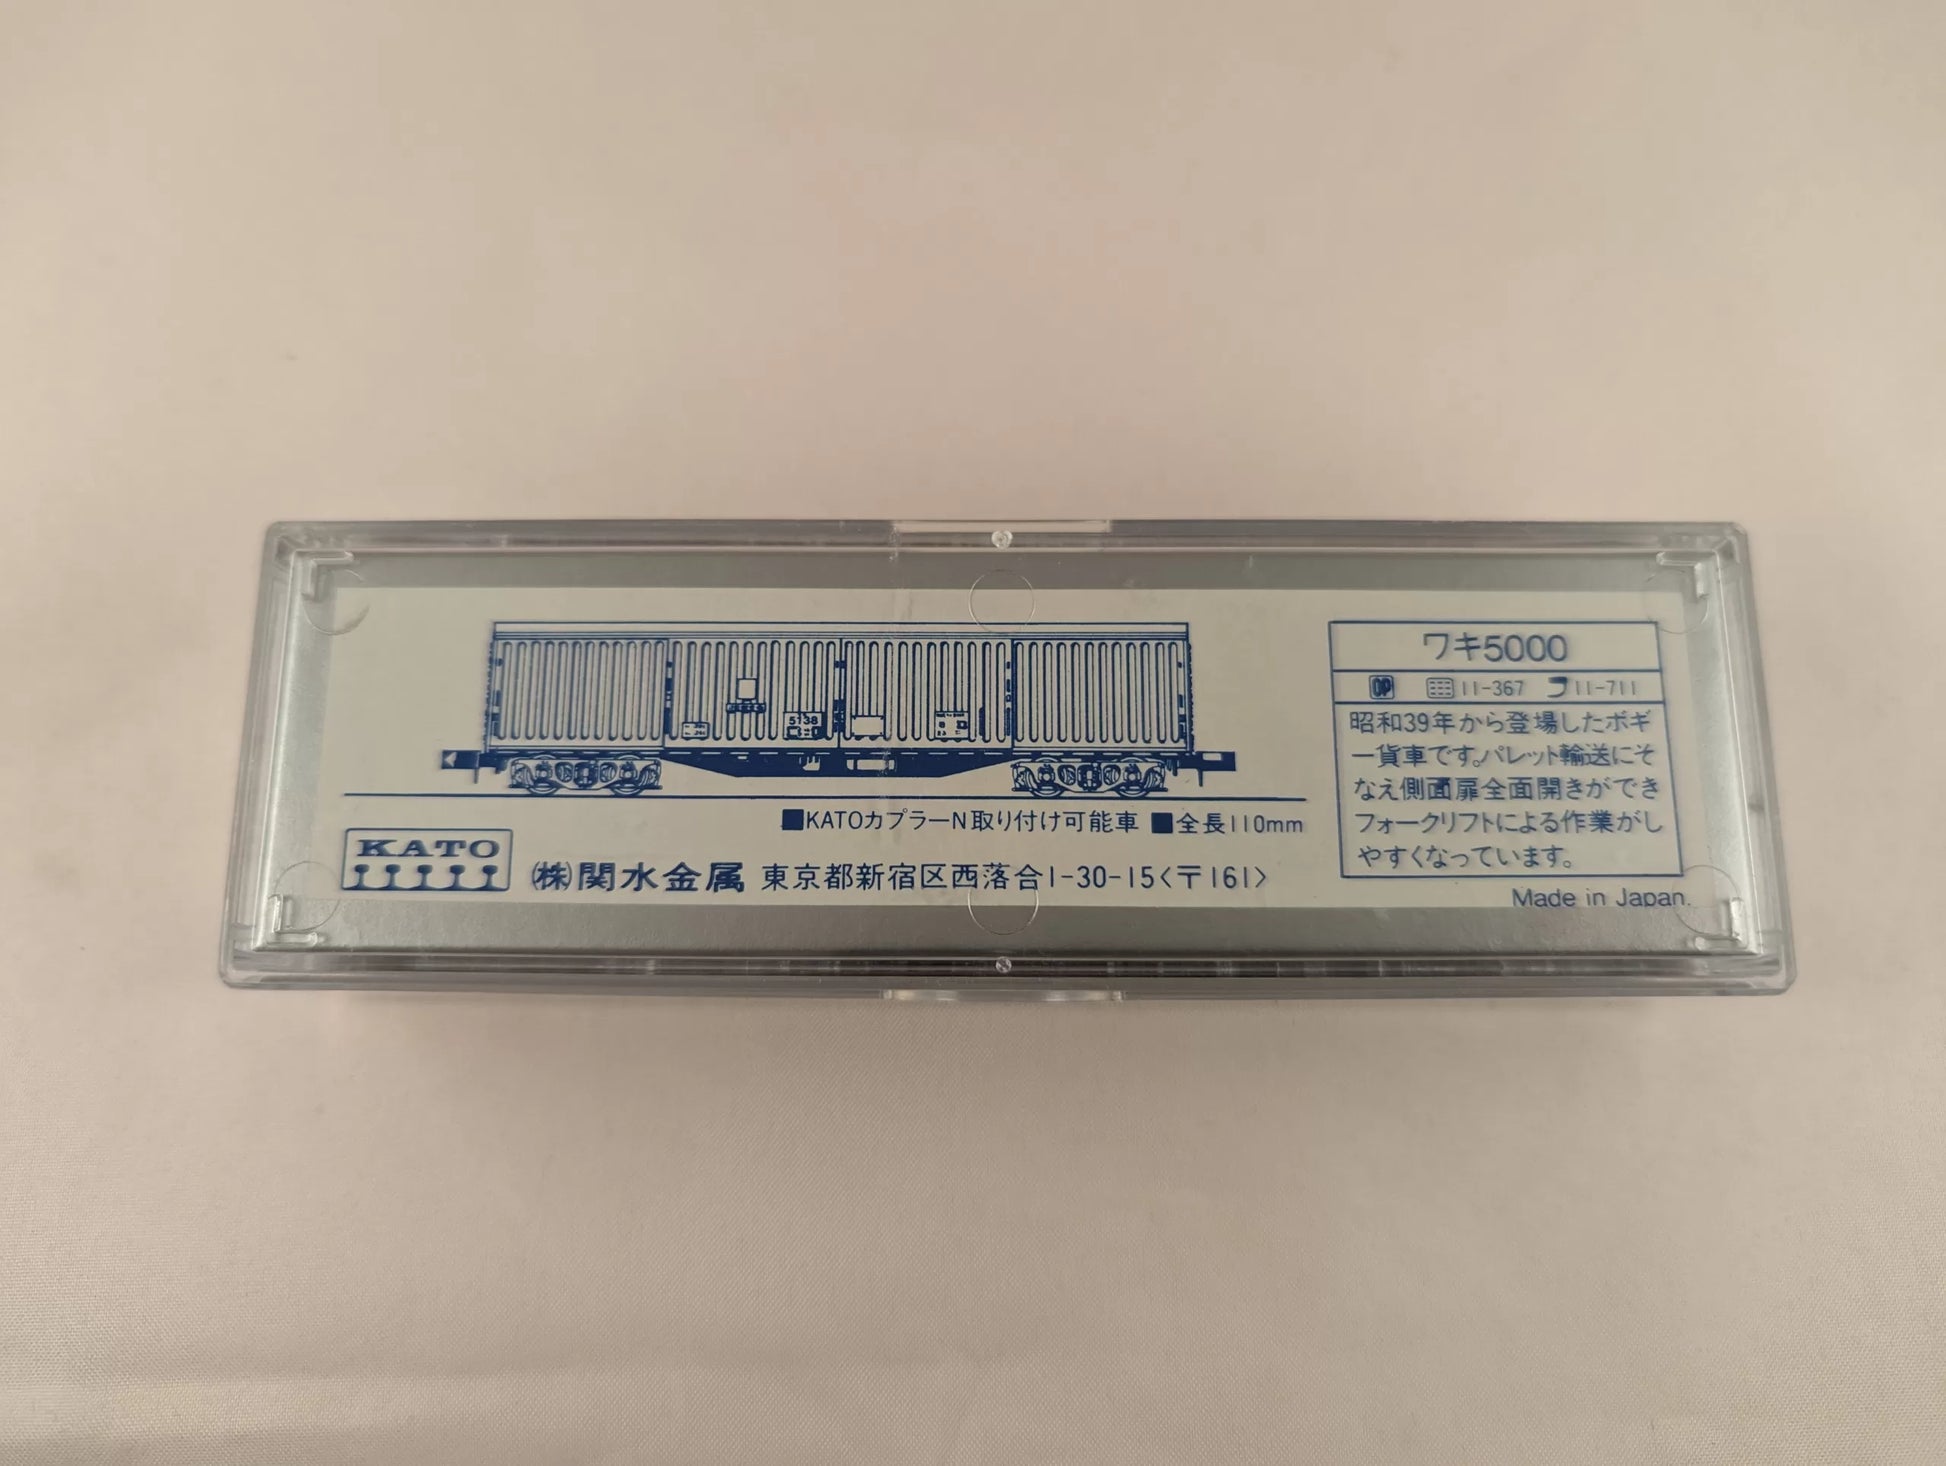 5138
ワキ5000
OP 11-367 11-711
昭和39年から登場したボギ
ー貨車です。パレット輸送にそ
なえ側面扉全面開きができ
フォークリフトによる作業がし
やすくなっています。
■KATOカプラーN取り付け可能車 ■全長110mm
KATO
(株)関水金属 東京都新宿区西落合1-30-15<〒161>
Made in Japan.